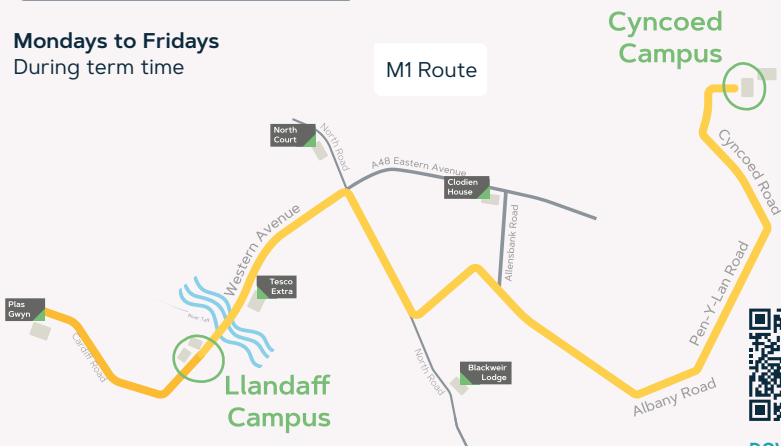 Cyncoed
Campus
Mondays to Fridays
During term time
M1 Route
North
Court
North Road
A48 Eastern Avenue
Clodien
House
Cyncoed Road
Western Avenue
Allensbank Road
Tesco
Extra
Plas
Gwyn
River Taff
Cardiff Road
Pen-Y-Lan Road
North Road
Blackweir
Lodge
Llandaff
Campus
Albany Road